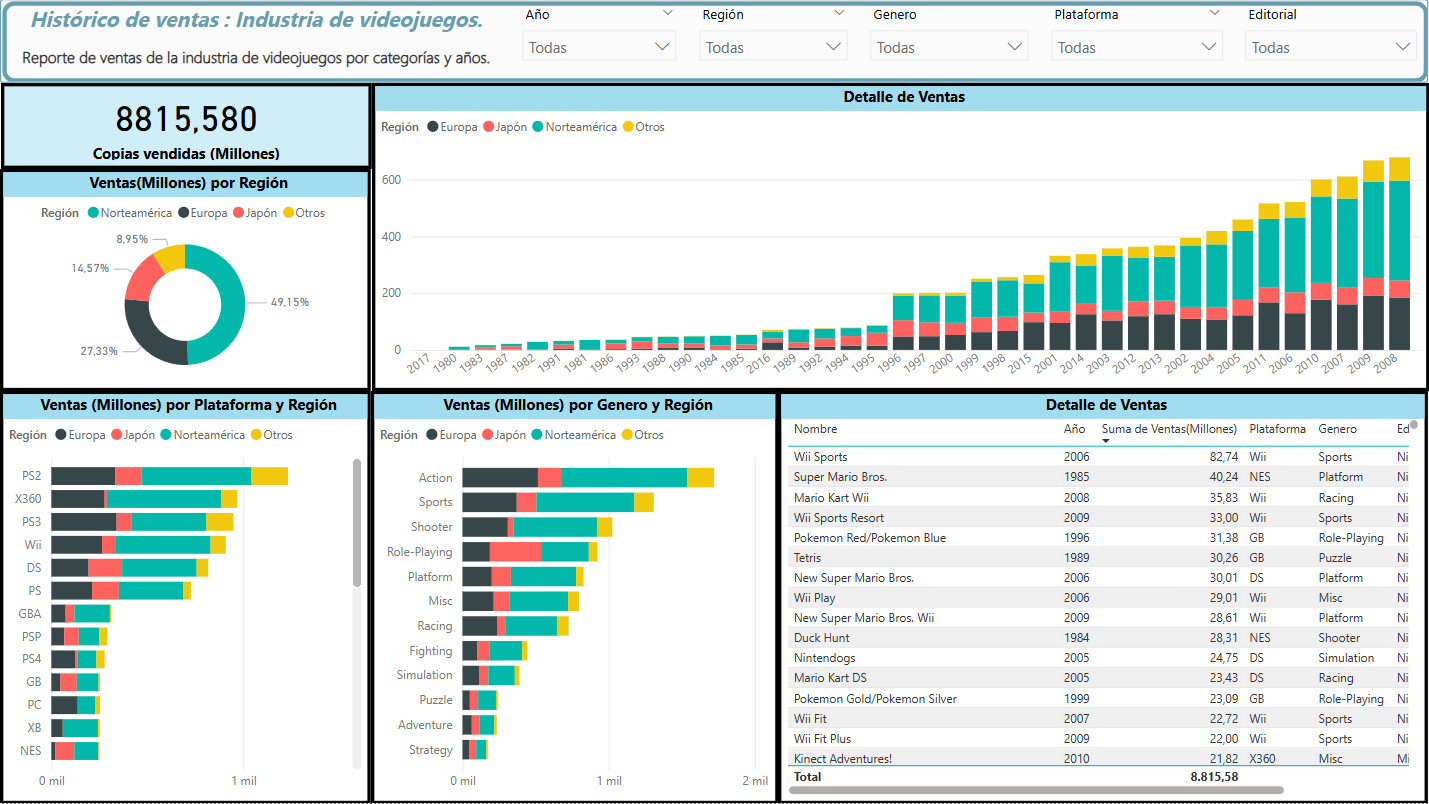 Histórico de ventas : Industria de videojuegos.
Reporte de ventas de la industria de videojuegos por categorías y años.
Año
Todas
Región
Todas
Genero
Todas
Plataforma
Todas
Editorial
Todas
8815,580
Copias vendidas (Millones)
Ventas(Millones) por Región
Región Norteamérica Europa Japón Otros
8,95%
14,57%
49,15%
27,33%
Detalle de Ventas
Región Europa Japón Norteamérica Otros
600
400
200
0
2017 1980 1983 1987 1982 1991 1981 1986 1993 1988 1990 1984 1985 2016 1989 1992 1994 1995 1996 1997 2000 1999 1998 2015 2001 2014 2003 2012 2013 2002 2004 2005 2011 2006 2010 2007 2009 2008
Ventas (Millones) por Plataforma y Región
Región Europa Japón Norteamérica Otros
PS2
X360
PS3
Wii
DS
PS
GBA
PSP
PS4
GB
PC
XB
NES
0 mil 1 mil
Ventas (Millones) por Genero y Región
Región Europa Japón Norteamérica Otros
Action
Sports
Shooter
Role-Playing
Platform
Misc
Racing
Fighting
Simulation
Puzzle
Adventure
Strategy
0 mil 1 mil 2 mil
Detalle de Ventas
Nombre Año Suma de Ventas(Millones) Plataforma Genero Ed
Wii Sports 2006 82,74 Wii Sports Ni
Super Mario Bros. 1985 40,24 NES Platform Ni
Mario Kart Wii 2008 35,83 Wii Racing Ni
Wii Sports Resort 2009 33,00 Wii Sports Ni
Pokemon Red/Pokemon Blue 1996 31,38 GB Role-Playing Ni
Tetris 1989 30,26 GB Puzzle Ni
New Super Mario Bros. 2006 30,01 DS Platform Ni
Wii Play 2006 29,01 Wii Misc Ni
New Super Mario Bros. Wii 2009 28,61 Wii Platform Ni
Duck Hunt 1984 28,31 NES Shooter Ni
Nintendogs 2005 24,75 DS Simulation Ni
Mario Kart DS 2005 23,43 DS Racing Ni
Pokemon Gold/Pokemon Silver 1999 23,09 GB Role-Playing Ni
Wii Fit 2007 22,72 Wii Sports Ni
Wii Fit Plus 2009 22,00 Wii Sports Ni
Kinect Adventures! 2010 21,82 X360 Misc Mi
Total 8.815,58